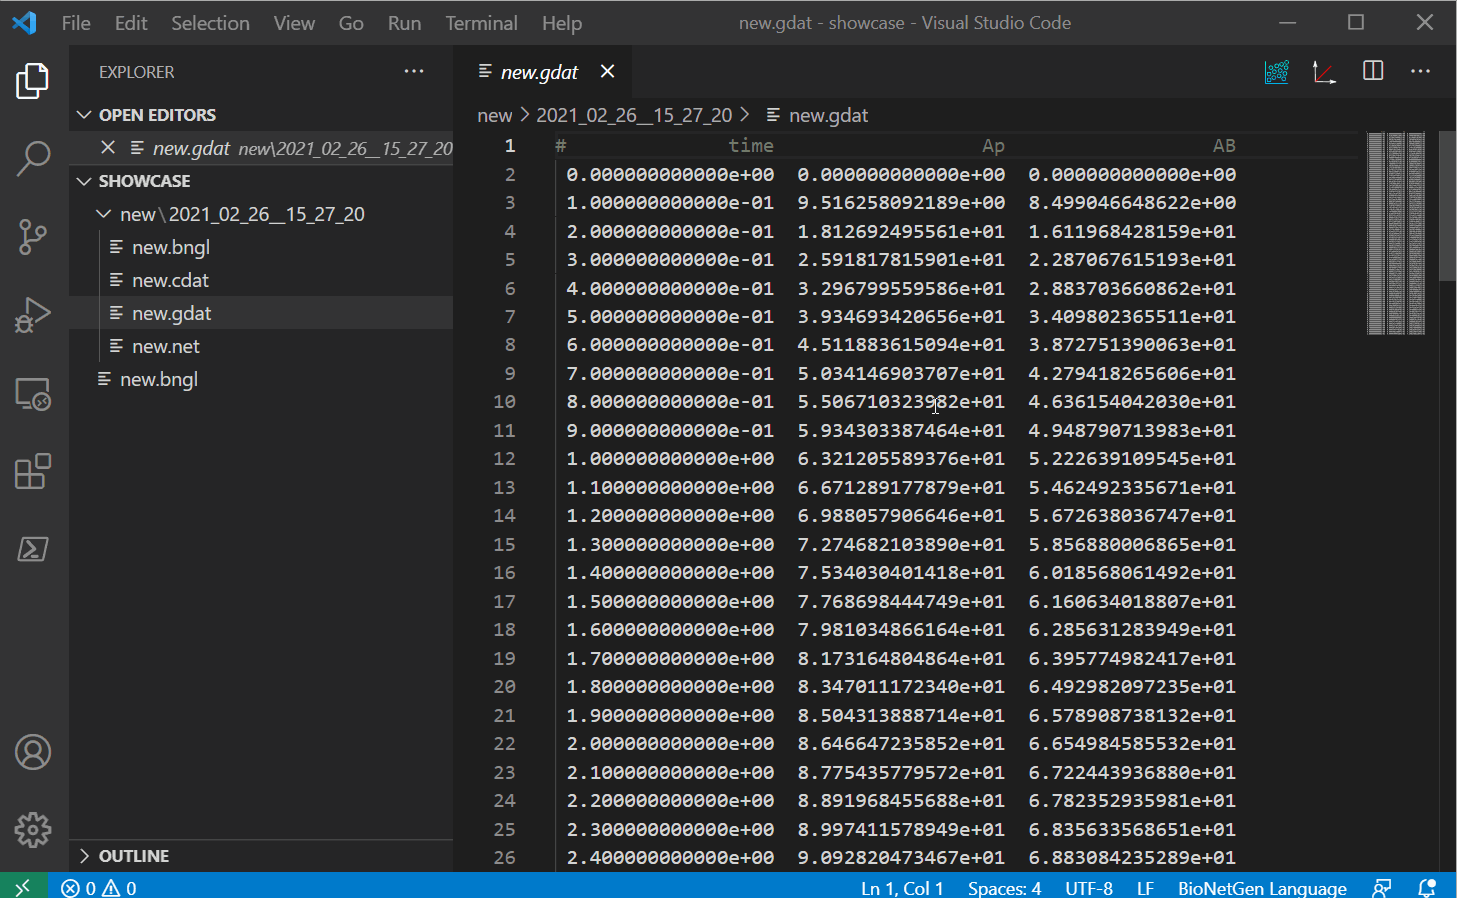 File Edit Selection View Go Run Terminal Help new.gdat - showcase - Visual Studio Code
EXPLORER
OPEN EDITORS
new.gdat new\2021_02_26__15_27_20
SHOWCASE
new\2021_02_26__15_27_20
new.bngl
new.cdat
new.gdat
new.net
new.bngl
OUTLINE
new.gdat
new > 2021_02_26__15_27_20 > new.gdat
1 # time Ap AB
2 0.000000000000e+00 0.000000000000e+00 0.000000000000e+00
3 1.000000000000e-01 9.516258092189e+00 8.499046648622e+00
4 2.000000000000e-01 1.812692495561e+01 1.611968428159e+01
5 3.000000000000e-01 2.591817815901e+01 2.287067615193e+01
6 4.000000000000e-01 3.296799559586e+01 2.883703660862e+01
7 5.000000000000e-01 3.934693420656e+01 3.409802365511e+01
8 6.000000000000e-01 4.511883615094e+01 3.872751390063e+01
9 7.000000000000e-01 5.034146903707e+01 4.279418265606e+01
10 8.000000000000e-01 5.506710323982e+01 4.636154042030e+01
11 9.000000000000e-01 5.934303387464e+01 4.948790713983e+01
12 1.000000000000e+00 6.321205589376e+01 5.222639109545e+01
13 1.100000000000e+00 6.671289177879e+01 5.462492335671e+01
14 1.200000000000e+00 6.988057906646e+01 5.672638036747e+01
15 1.300000000000e+00 7.274682103890e+01 5.856880006865e+01
16 1.400000000000e+00 7.534030401418e+01 6.018568061492e+01
17 1.500000000000e+00 7.768698444749e+01 6.160634018807e+01
18 1.600000000000e+00 7.981034866164e+01 6.285631283949e+01
19 1.700000000000e+00 8.173164804864e+01 6.395774982417e+01
20 1.800000000000e+00 8.347011172340e+01 6.492982097235e+01
21 1.900000000000e+00 8.504313888714e+01 6.578908738132e+01
22 2.000000000000e+00 8.646647235852e+01 6.654984585532e+01
23 2.100000000000e+00 8.775435779572e+01 6.722443936880e+01
24 2.200000000000e+00 8.891968455688e+01 6.782352935981e+01
25 2.300000000000e+00 8.997411578949e+01 6.835633568651e+01
26 2.400000000000e+00 9.092820473467e+01 6.883084235289e+01
0 0 Ln 1, Col 1 Spaces: 4 UTF-8 LF BioNetGen Language